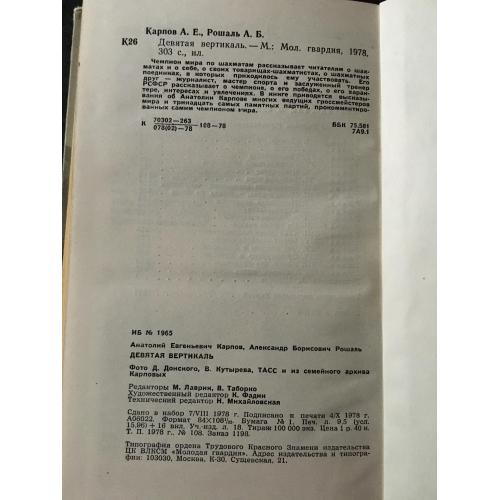 Карпов А. Е., Рошаль А. Б.
К26 Девятая вертикаль. — М.: Мол. гвардия, 1978,
303 с., ил.
Чемпион мира по шахматам рассказывает читателям о шах-
матах и о себе, о своих товарищах-шахматистах, о шахматных
поединках, в которых приходилось ему участвовать. Его
друг — журналист, мастер спорта и заслуженный тренер
РСФСР рассказывает о чемпионе, о его победах, о его харак-
тере, интересах и увлечениях. В книге приводятся высказы-
вания об Анатолии Карпове многих ведущих гроссмейстеров
мира и тринадцать самых памятных партий, прокомментиро-
ванных самим чемпионом мира.
К 70302—263
078(02)—78 108—78
ББК 75.581
7А9.1
ИБ № 1965
Анатолий Евгеньевич Карпов, Александр Борисович Рошаль
ДЕВЯТАЯ ВЕРТИКАЛЬ
Фото Д. Донского, В. Кутырева, ТАСС и из семейного архива
Карповых
Редакторы М. Лаврик, В. Таборко
Художественный редактор К. Фадин
Технический редактор Н. Михайловская
Сдано в набор 7/VIII 1978 г. Подписано к печати 4/X 1978 г.
А06022. Формат 84×108¹/₃₂. Бумага № 1. Печ. л. 9,5 (усл.
15,96) + 16 вкл. Уч.-изд. л. 18. Тираж 100 000 экз. Цена 1 р. 40 к.
Т. П. 1978 г., № 108. Заказ 1198.
Типография ордена Трудового Красного Знамени издательства
ЦК ВЛКСМ «Молодая гвардия». Адрес издательства и типогра-
фии: 103030, Москва, К-30, Сущевская, 21.